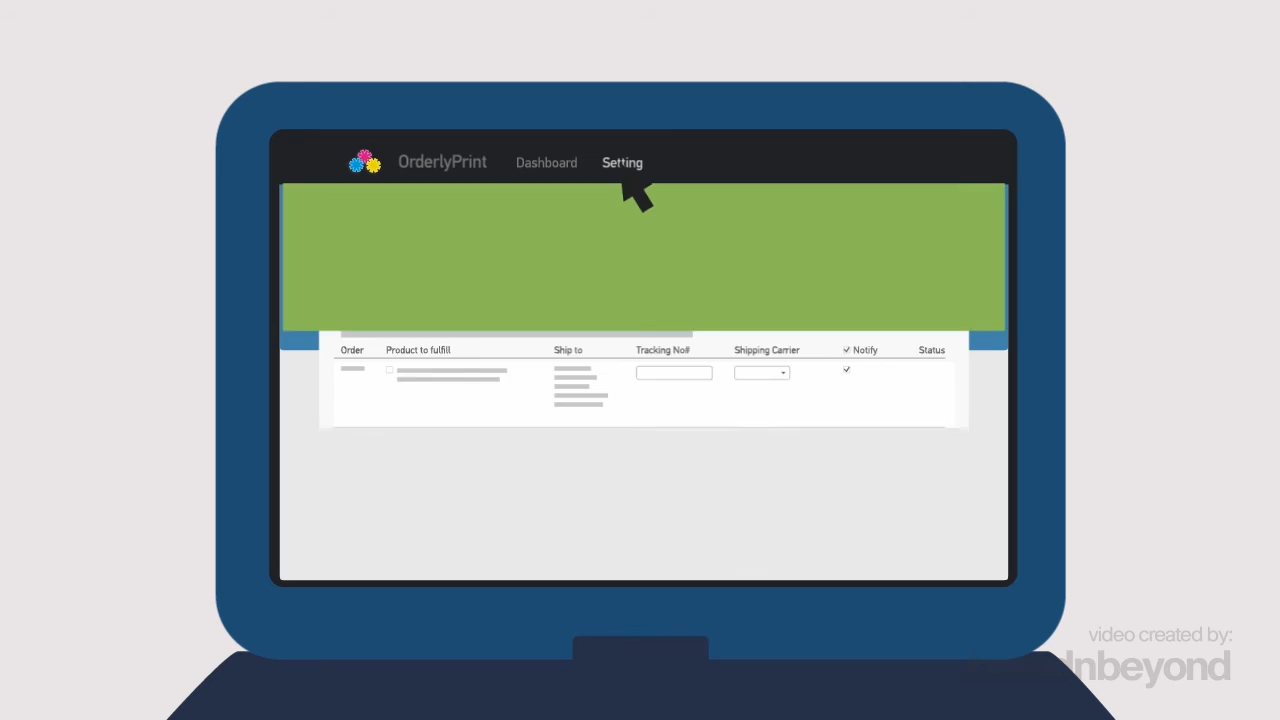 OrderlyPrint Dashboard Setting
Order Product to fulfill Ship to Tracking No# Shipping Carrier Notify Status
video created by:
Inbeyond